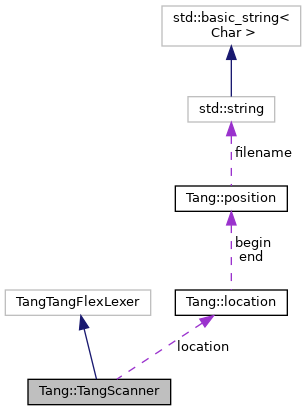 std::basic_string<
Char >
std::string
filename
Tang::position
begin
end
TangTangFlexLexer
Tang::location
location
Tang::TangScanner